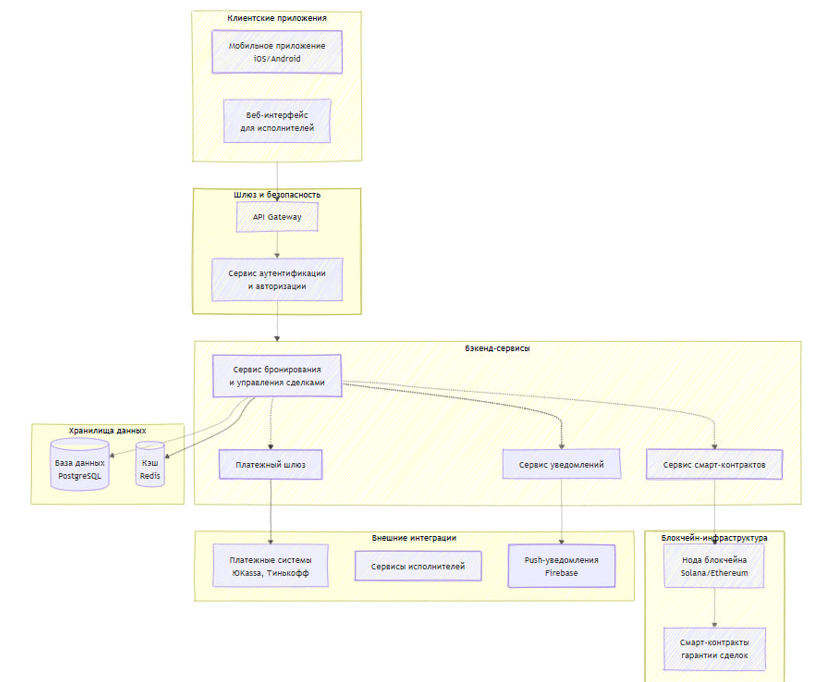 Клиентские приложения
Мобильное приложение
iOS/Android
Веб-интерфейс
для исполнителей
Шлюз и безопасность
API Gateway
Сервис аутентификации
и авторизации
Бэкенд-сервисы
Сервис бронирования
и управления сделками
Хранилища данных
База данных
PostgreSQL
Кэш
Redis
Платежный шлюз
Сервис уведомлений
Сервис смарт-контрактов
Внешние интеграции
Платежные системы
ЮKassa, Тинькофф
Сервисы исполнителей
Push-уведомления
Firebase
Блокчейн-инфраструктура
Нода блокчейна
Solana/Ethereum
Смарт-контракты
гарантии сделок